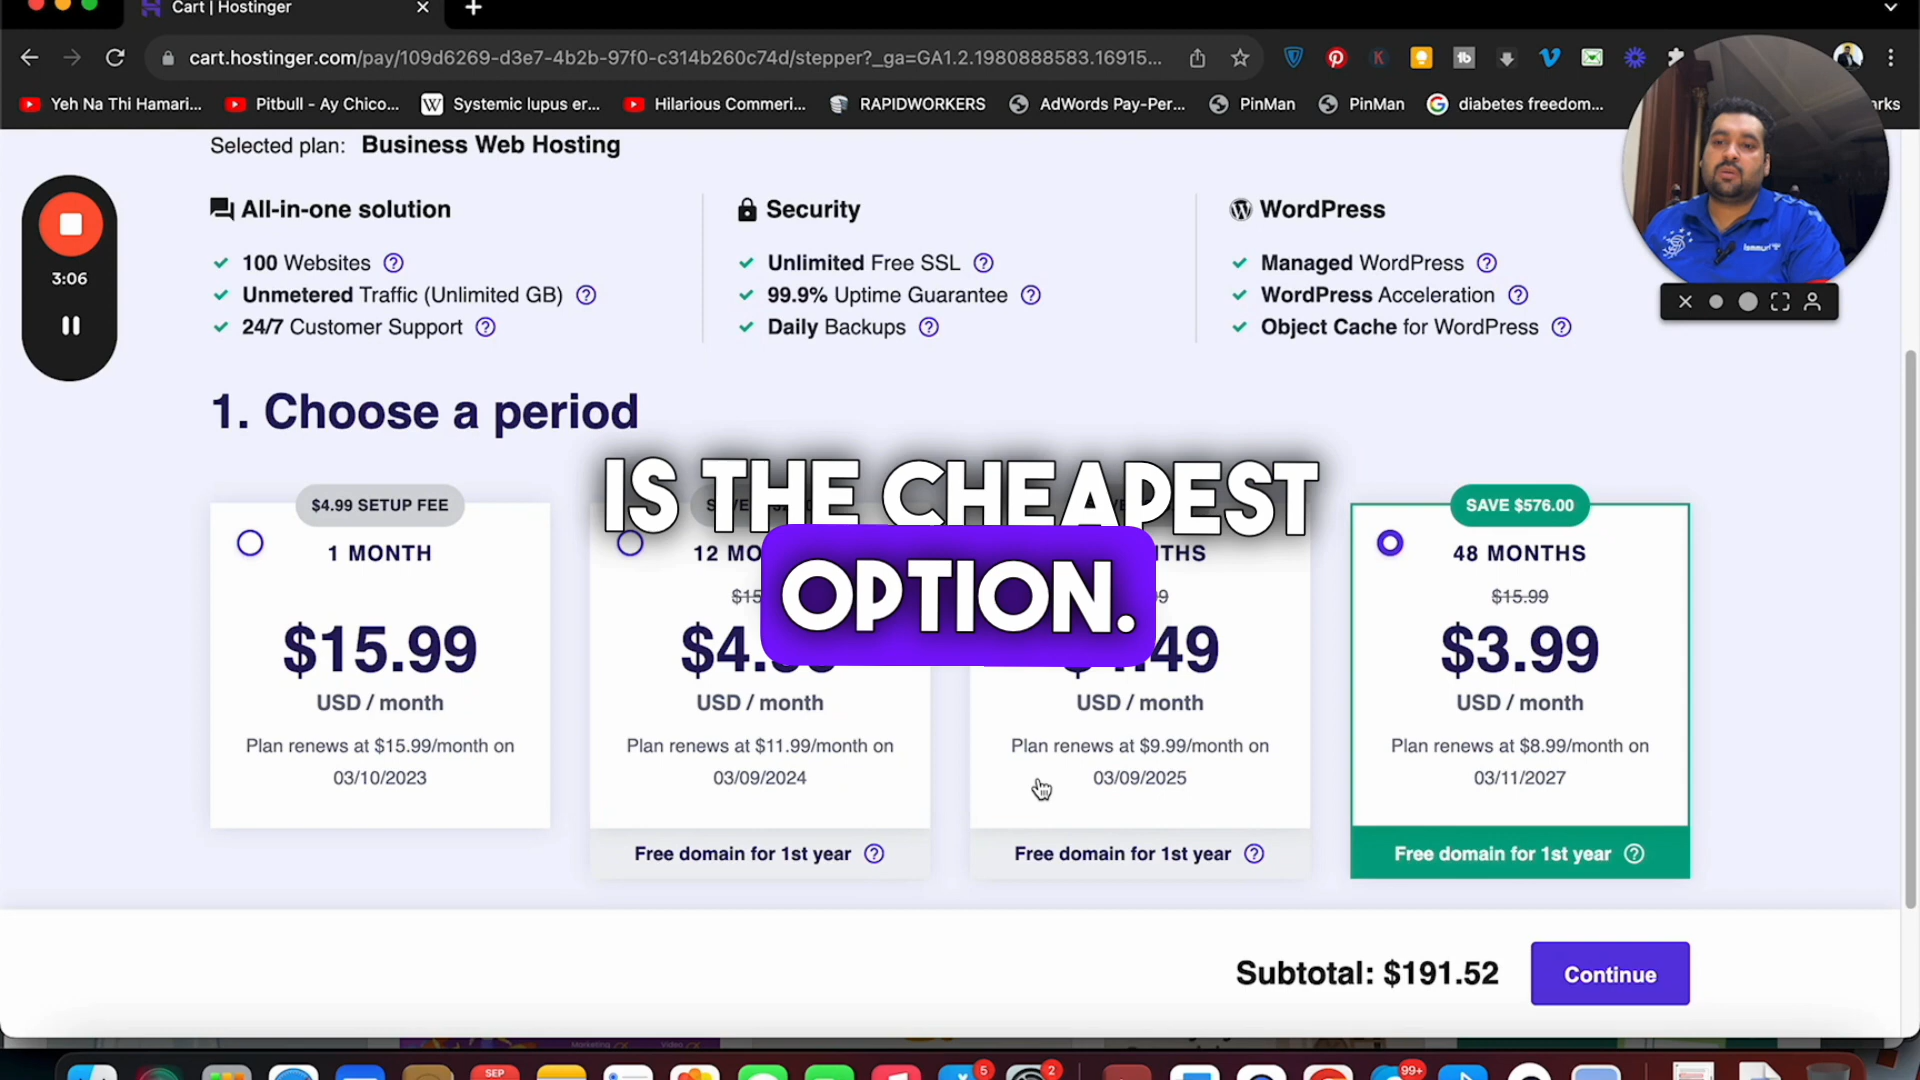 Cart | Hostinger
cart.hostinger.com/pay/109d6269-d3e7-4b2b-97f0-c314b260c74d/stepper?_ga=GA1.2.1980888583.16915...
Yeh Na Thi Hamari...
Pitbull - Ay Chico...
Systemic lupus er...
Hilarious Commeri...
RAPIDWORKERS
AdWords Pay-Per...
PinMan
PinMan
diabetes freedom...
Selected plan: Business Web Hosting
3:06
All-in-one solution
100 Websites
Unmetered Traffic (Unlimited GB)
24/7 Customer Support
Security
Unlimited Free SSL
99.9% Uptime Guarantee
Daily Backups
WordPress
Managed WordPress
WordPress Acceleration
Object Cache for WordPress
1. Choose a period
IS THE CHEAPEST
OPTION.
$4.99 SETUP FEE
1 MONTH
$15.99
USD / month
Plan renews at $15.99/month on
03/10/2023
USD / month
Plan renews at $11.99/month on
03/09/2024
Free domain for 1st year
USD / month
Plan renews at $9.99/month on
03/09/2025
Free domain for 1st year
SAVE $576.00
48 MONTHS
$15.99
$3.99
USD / month
Plan renews at $8.99/month on
03/11/2027
Free domain for 1st year
Subtotal: $191.52
Continue
SEP
5
2
99+